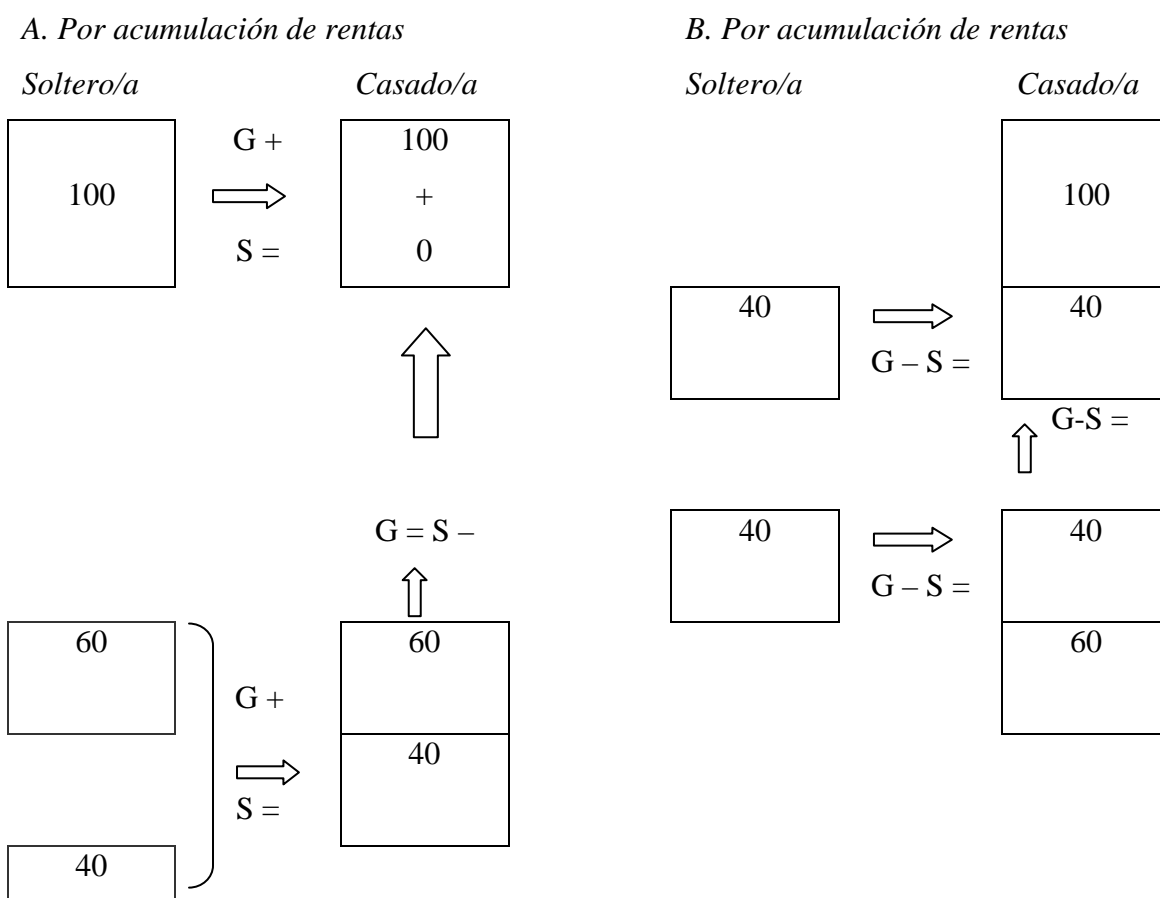 A. Por acumulación de rentas
Soltero/a
Casado/a
100
G +
S =
100
+
0
G = S –
60
40
G +
S =
60
40
B. Por acumulación de rentas
Soltero/a
Casado/a
100
40
G – S =
40
G-S =
40
G – S =
40
60